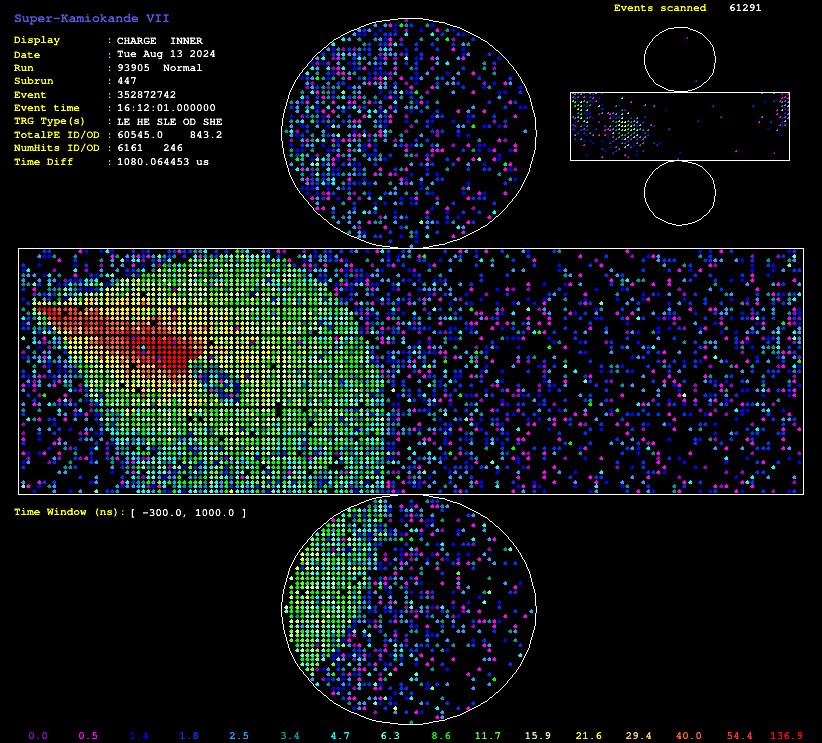 Super-Kamiokande VII
Events scanned 61291
Display : CHARGE INNER
Date : Tue Aug 13 2024
Run : 93905 Normal
Subrun : 447
Event : 352872742
Event time : 16:12:01.000000
TRG Type(s) : LE HE SLE OD SHE
TotalPE ID/OD : 60545.0 843.2
NumHits ID/OD : 6161 246
Time Diff : 1080.064453 us
Time Window (ns): [ -300.0, 1000.0 ]
0.0 0.5 1.4 1.8 2.5 3.4 4.7 6.3 8.6 11.7 15.9 21.6 29.4 40.0 54.4 136.9